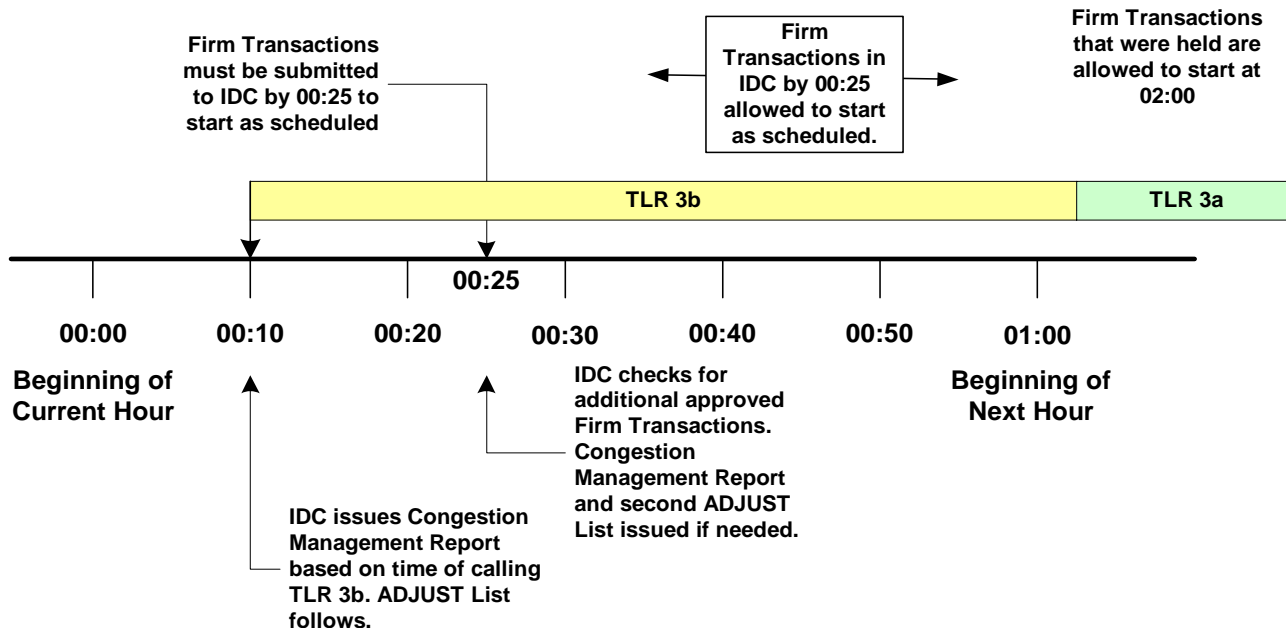 Firm Transactions
must be submitted
to IDC by 00:25 to
start as scheduled
Firm
Transactions in
IDC by 00:25
allowed to start
as scheduled.
Firm Transactions
that were held are
allowed to start at
02:00
TLR 3b
TLR 3a
00:25
00:00
00:10
00:20
00:30
00:40
00:50
01:00
Beginning of
Current Hour
Beginning of
Next Hour
IDC issues Congestion
Management Report
based on time of calling
TLR 3b. ADJUST List
follows.
IDC checks for
additional approved
Firm Transactions.
Congestion
Management Report
and second ADJUST
List issued if needed.